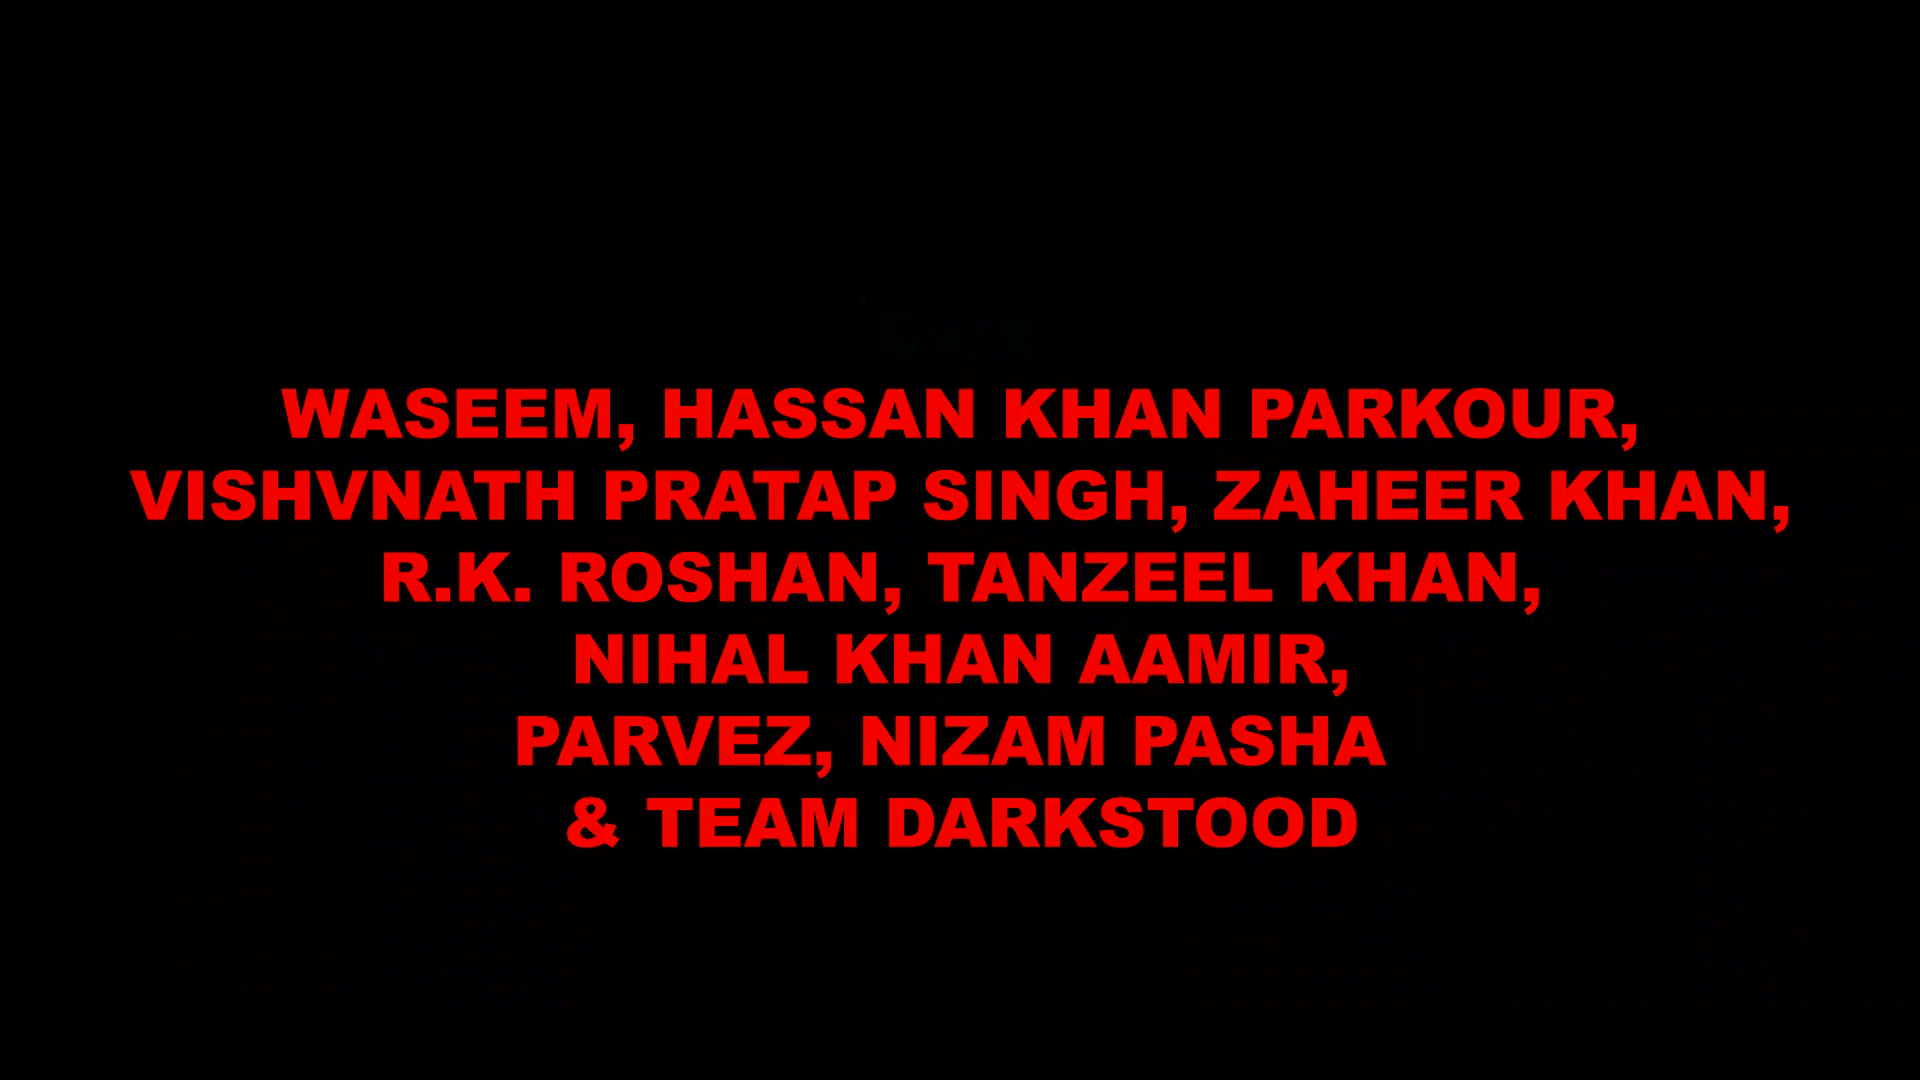 WASEEM, HASSAN KHAN PARKOUR,
VISHVNATH PRATAP SINGH, ZAHEER KHAN,
R.K. ROSHAN, TANZEEL KHAN,
NIHAL KHAN AAMIR,
PARVEZ, NIZAM PASHA
& TEAM DARKSTOOD